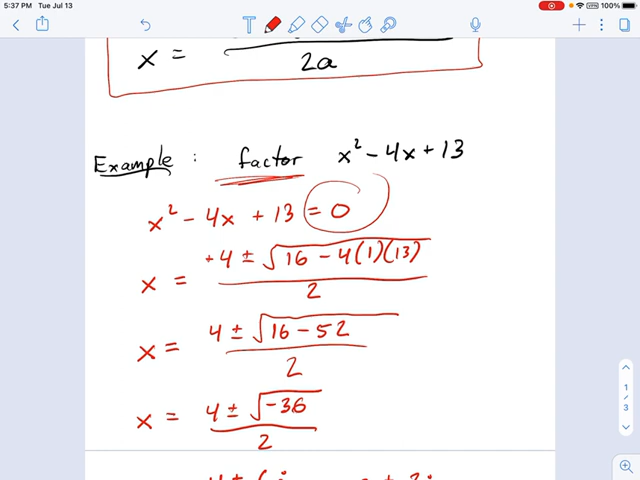 5:37 PM Tue Jul 13 VPN 100%
x = 2a
Example : factor x² - 4x + 13
x² - 4x + 13 = 0
x = +4 ± √16 - 4(1)(13) / 2
x = 4 ± √16 - 52 / 2
x = 4 ± √-36 / 2
1 / 3